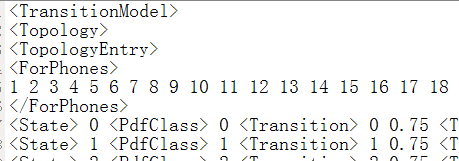 <TransitionModel>
<Topology>
<TopologyEntry>
<ForPhones>
1 2 3 4 5 6 7 8 9 10 11 12 13 14 15 16 17 18
</ForPhones>
<State> 0 <PdfClass> 0 <Transition> 0 0.75 <T
<State> 1 <PdfClass> 1 <Transition> 1 0.75 <T